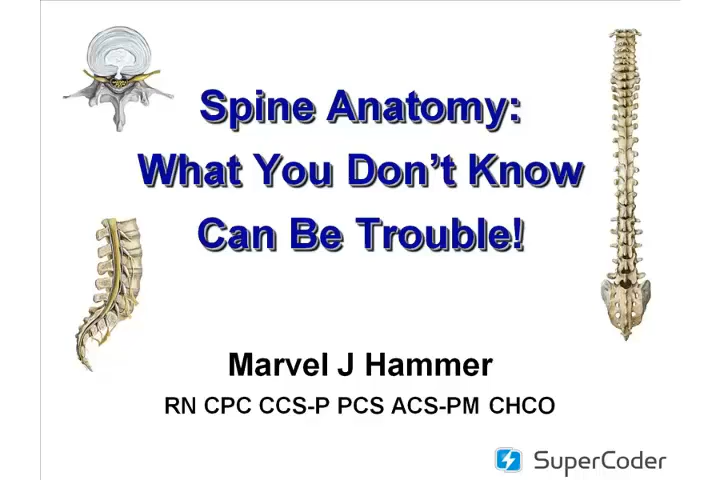 Spine Anatomy:
What You Don’t Know
Can Be Trouble!
Marvel J Hammer
RN CPC CCS-P PCS ACS-PM CHCO
SuperCoder